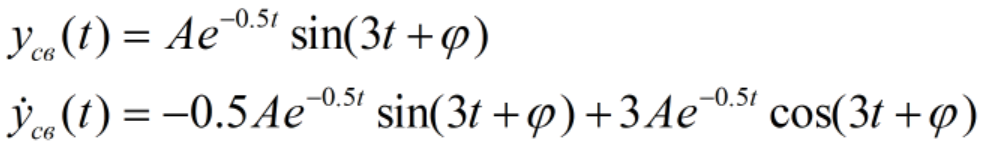 y_св(t) = Ae^{−0.5t} sin(3t + φ)
ẏ_св(t) = −0.5Ae^{−0.5t} sin(3t + φ) + 3Ae^{−0.5t} cos(3t + φ)